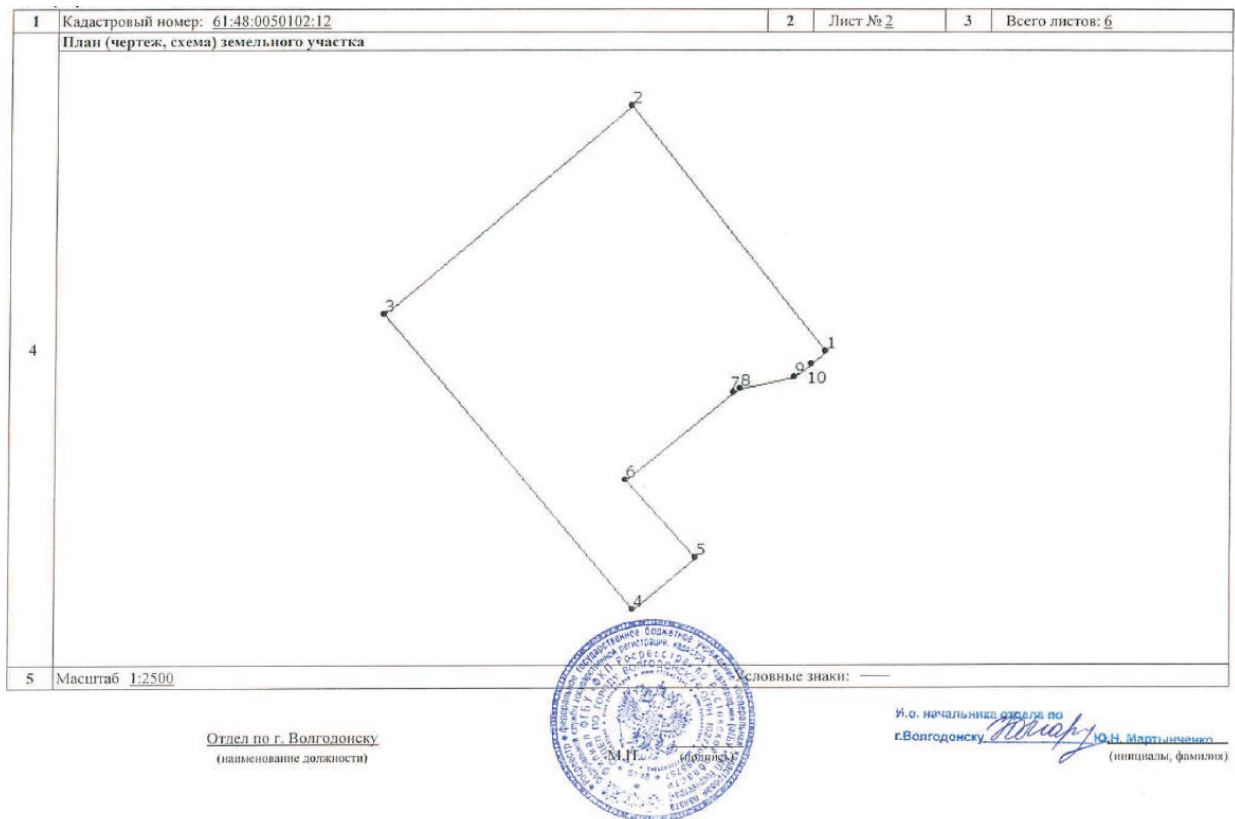 1 Кадастровый номер: 61:48:0050102:12 2 Лист № 2 3 Всего листов: 6
План (чертеж, схема) земельного участка
2
3
4
1
9
10
7 8
6
5
4
5 Масштаб 1:2500 Условные знаки: ——
И.о. начальника отдела по
г.Волгодонску Ю.Н. Мартынченко
Отдел по г. Волгодонску
(наименование должности) М.П. (подпись) (инициалы, фамилия)